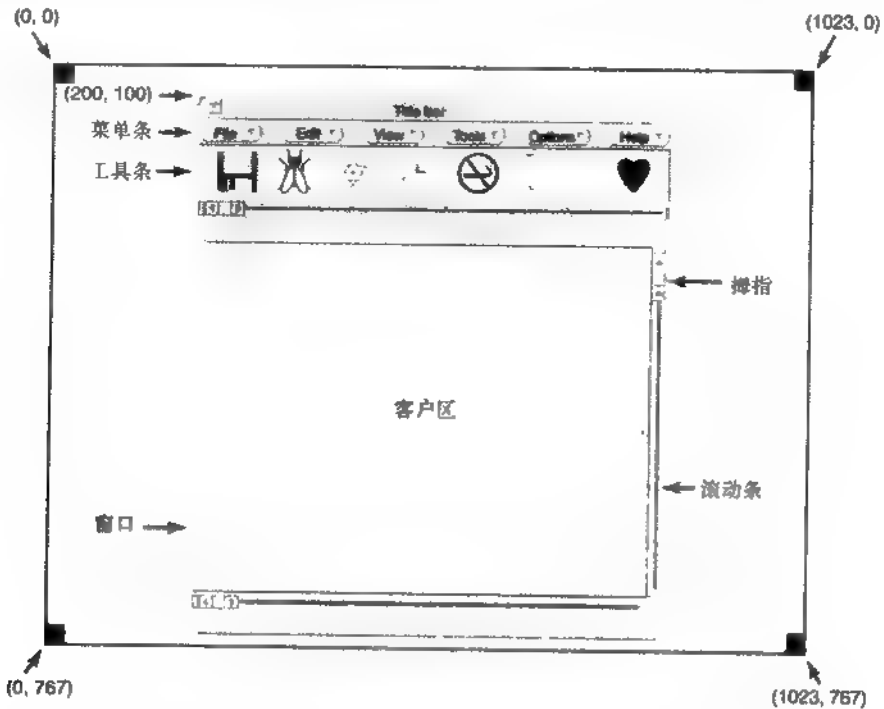 (0, 0)
(1023, 0)
(200, 100)
Title bar
菜单条
File Edit View Tools Options Help
工具条
拇指
客户区
滚动条
窗口
(0, 767)
(1023, 767)